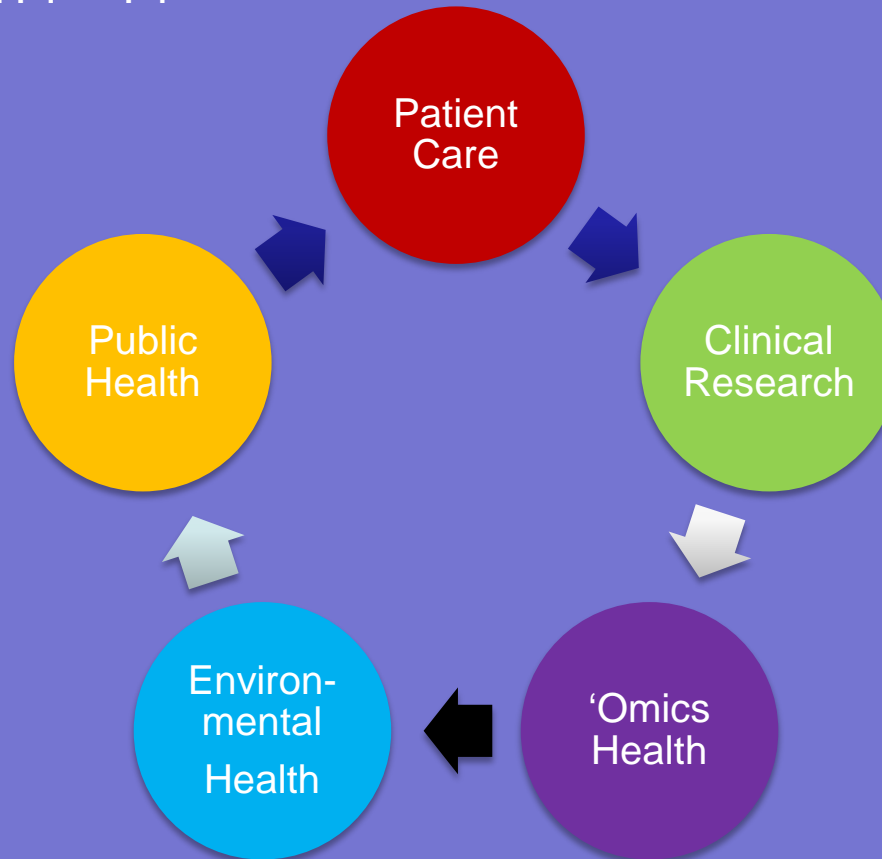 Patient
Care
Clinical
Research
‘Omics
Health
Environ-
mental
Health
Public
Health